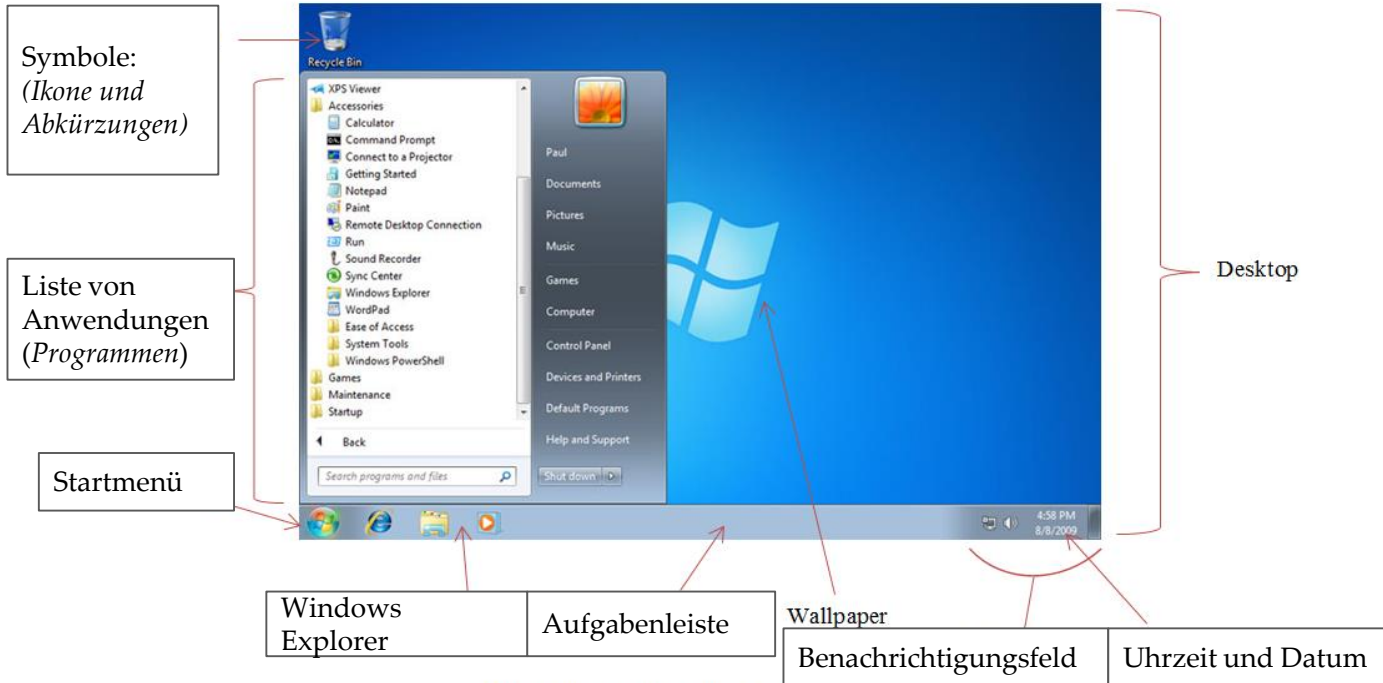 Symbole:
(Ikone und
Abkürzungen)
Recycle Bin
XPS Viewer
Accessories
Calculator
Command Prompt
Connect to a Projector
Getting Started
Notepad
Paint
Remote Desktop Connection
Run
Sound Recorder
Sync Center
Windows Explorer
WordPad
Ease of Access
System Tools
Windows PowerShell
Games
Maintenance
Startup
Back
Search programs and files
Paul
Documents
Pictures
Music
Games
Computer
Control Panel
Devices and Printers
Default Programs
Help and Support
Shut down
Liste von
Anwendungen
(Programmen)
Desktop
Startmenü
4:58 PM
8/8/2009
Windows
Explorer
Aufgabenleiste
Wallpaper
Benachrichtigungsfeld
Uhrzeit und Datum